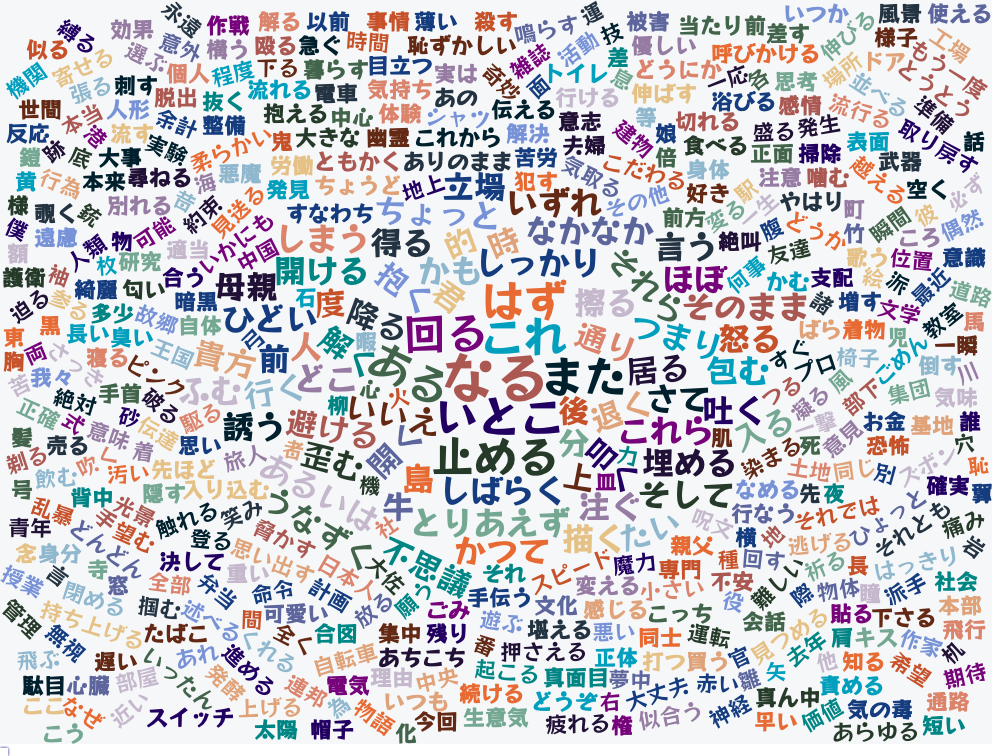 永遠
作戦
解る
以前
事情
薄い
殺す
鳴らす
運
被害
当たり前
差す
いつか
風景
使える
縛る
効果
意外
横う
殴る
急ぐ
時間
恥ずかしい
雑誌
活動
技
差
優しい
呼びかける
伸びる
様子
工場
似る
寄せる
選ぶ
個人
程度
下る
暮らす
目立つ
実は
奇妙
面
トイレ
息
どうにか
一応
思考
場所
ドア
もう一度
機関
張る
刺す
脱出
抜く
流れる
電車
気持ち
あの
伝える
行ける
伸ばす
浴びる
感情
流行る
並べる
とうとう
世間
本当
人形
余計
整備
抱える
中心
体験
シャツ
意志
建物
等
切れる
盛る
発生
準備
反応
港
流す
実験
柔らかい
鬼
大きな
幽霊
これから
解決
夫婦
娘
倍
食べる
正面
掃除
表面
取り戻す
話
鎧
跡
底
大事
悪魔
労働
ともかく
ありのまま
苦労
気取る
こだわる
身体
注意
噛む
越える
武器
黄
行為
本来
尋ねる
海
発見
ちょうど
地上
立場
犯す
その他
好き
駅
一生
やはり
町
空く
必ず
様
覗く
銃
別れる
昔
約束
見送る
すなわち
ちょっと
いずれ
前方
変る
腹
どうか
竹
瞬間
彼
偶然
僕
遠慮
人類
物
可能
いかにも
しまう
得る
的
時
なかなか
言う
絶叫
友達
歌う
ころ
額
枚
研究
適当
中国
開ける
抱く
かも
しっかり
それら
ほぼ
何事
かむ
支配
絵
位置
意識
護衛
袖
綺麗
匂い
合う
母親
石
度
降る
君
はず
擦る
そのまま
諸
増す
派
最近
道路
迫る
参る
多少
故郷
暗黒
自体
ひどい
回る
これ
通り
つまり
怒る
ばら
着物
文学
教室
馬
東
黒
長い
臭い
王国
貴方
前
人
解く
暇
ある
なる
また
居る
包む
すぐ
プロ
椅子
児
ごめん
一瞬
胸
両
さっき
寝る
ピンク
ふむ
行く
どこ
心
火
いとこ
後
退く
さて
吐く
つる
凝る
風
部下
集団
倒す
川
苦
我々
手首
破る
誘う
柳
いいえ
避ける
これら
肌
入る
一撃
意見
お金
基地
気味
誰
正確
絶対
式
砂
駆る
止める
分
叩く
力
埋める
染まる
死
恐怖
穴
髪
売る
意味
着
伝達
思い
者
歪む
聞く
島
上
皿
土地
同じ
別
ズボン
恥
剃る
飲む
吹く
汚い
先ほど
旅人
あるいは
機
しばらく
注ぐ
そして
なめる
先
夜
確実
翼
号
背中
隠す
入り込む
うなずく
牛
とりあえず
描く
たい
呪文
行なう
それでは
ひょっと
それとも
痛み
青年
乱暴
光景
触れる
笑み
脅かす
社
不思議
かつて
横
地
逃げる
岩
念
身分
どんどん
手
望む
登る
決して
思い出す
日本人
大佐
それ
スピード
魔力
専門
親父
種
回す
難しい
祈る
長
はっきり
授業
言
寺
窓
全部
重い
命令
計画
放る
願う
手伝う
変える
小さい
不安
際
物体
瞳
派手
社会
閉める
掴む
弁当
述べる
間
可愛い
ごみ
文化
感じる
こっち
役
会話
貼る
下さる
本部
管理
無視
持ち上げる
たばこ
くれる
全く
合図
集中
残り
遊ぶ
堪える
悪い
同士
運転
見つめる
去年
肩
キス
作家
飛行
飛ぶ
遅い
いったん
あれ
進める
自転車
あちこち
番
押さえる
正体
打つ
買う
官
矢
他
知る
希望
机
駄目
心臓
部屋
発酵
連邦
電気
理由
中央
起こる
真面目
夢中
赤い
雛
責める
期待
ここ
なぜ
近い
上げる
為
物語
いつも
続ける
どうぞ
右
大丈夫
真ん中
価値
気の毒
通路
こう
スイッチ
太陽
帽子
化
今回
生意気
疲れる
権
似合う
神経
早い
あらゆる
短い